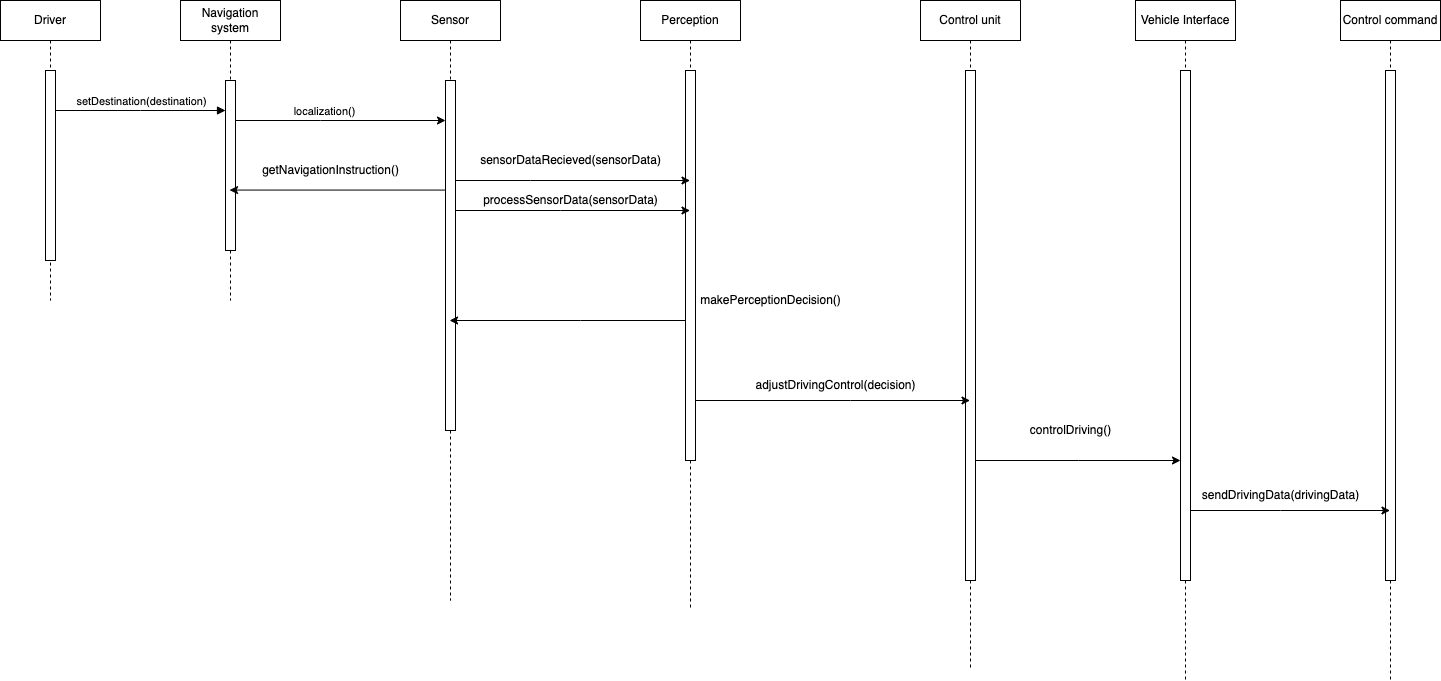 Driver
Navigation
system
Sensor
Perception
Control unit
Vehicle Interface
Control command
setDestination(destination)
localization()
sensorDataRecieved(sensorData)
getNavigationInstruction()
processSensorData(sensorData)
makePerceptionDecision()
adjustDrivingControl(decision)
controlDriving()
sendDrivingData(drivingData)